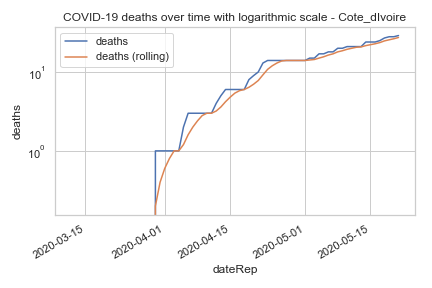 COVID-19 deaths over time with logarithmic scale - Cote_dIvoire
deaths
deaths (rolling)
10¹
10⁰
deaths
2020-03-15
2020-04-01
2020-04-15
2020-05-01
2020-05-15
dateRep